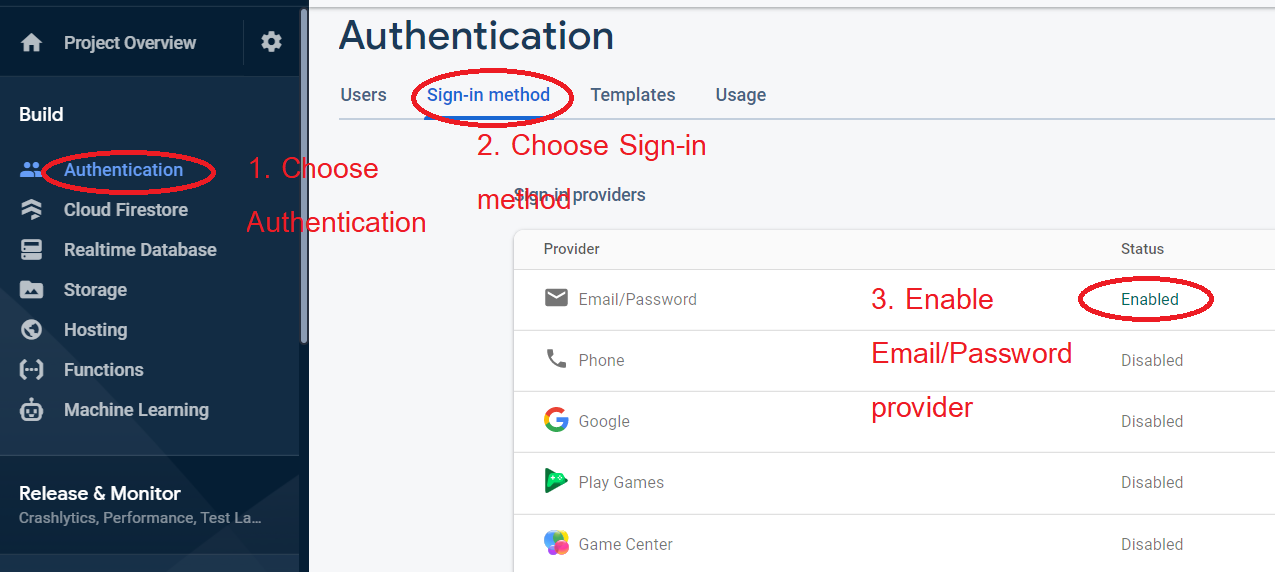 Project Overview
Build
Authentication
Cloud Firestore
Realtime Database
Storage
Hosting
Functions
Machine Learning
Release & Monitor
Crashlytics, Performance, Test La...
1. Choose
Authentication
Authentication
Users Sign-in method Templates Usage
2. Choose Sign-in
method
Sign-in providers
Provider Status
Email/Password Enabled
Phone Disabled
Google Disabled
Play Games Disabled
Game Center Disabled
3. Enable
Email/Password
provider